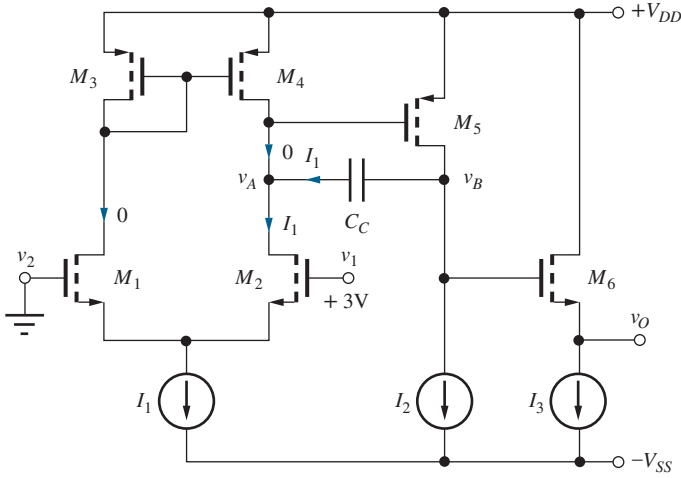 +V_DD
M_3
M_4
M_5
0
I_1
v_A
v_B
0
I_1
C_C
v_2
M_1
M_2
v_1
+ 3V
M_6
v_O
I_1
I_2
I_3
−V_SS